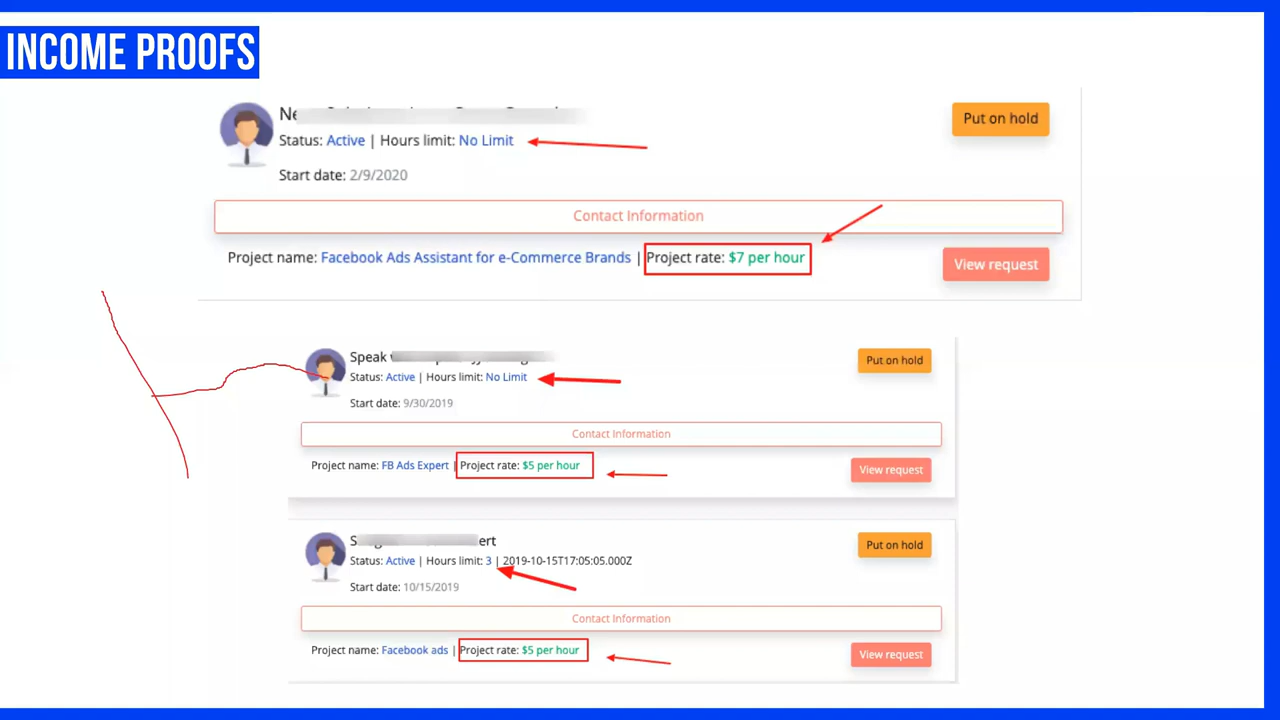 INCOME PROOFS
Ne
Status: Active | Hours limit: No Limit
Put on hold
Start date: 2/9/2020
Contact Information
Project name: Facebook Ads Assistant for e-Commerce Brands | Project rate: $7 per hour
View request
Speak
Status: Active | Hours limit: No Limit
Put on hold
Start date: 9/30/2019
Contact Information
Project name: FB Ads Expert | Project rate: $5 per hour
View request
S ert
Status: Active | Hours limit: 3 | 2019-10-15T17:05:05.000Z
Put on hold
Start date: 10/15/2019
Contact Information
Project name: Facebook ads | Project rate: $5 per hour
View request